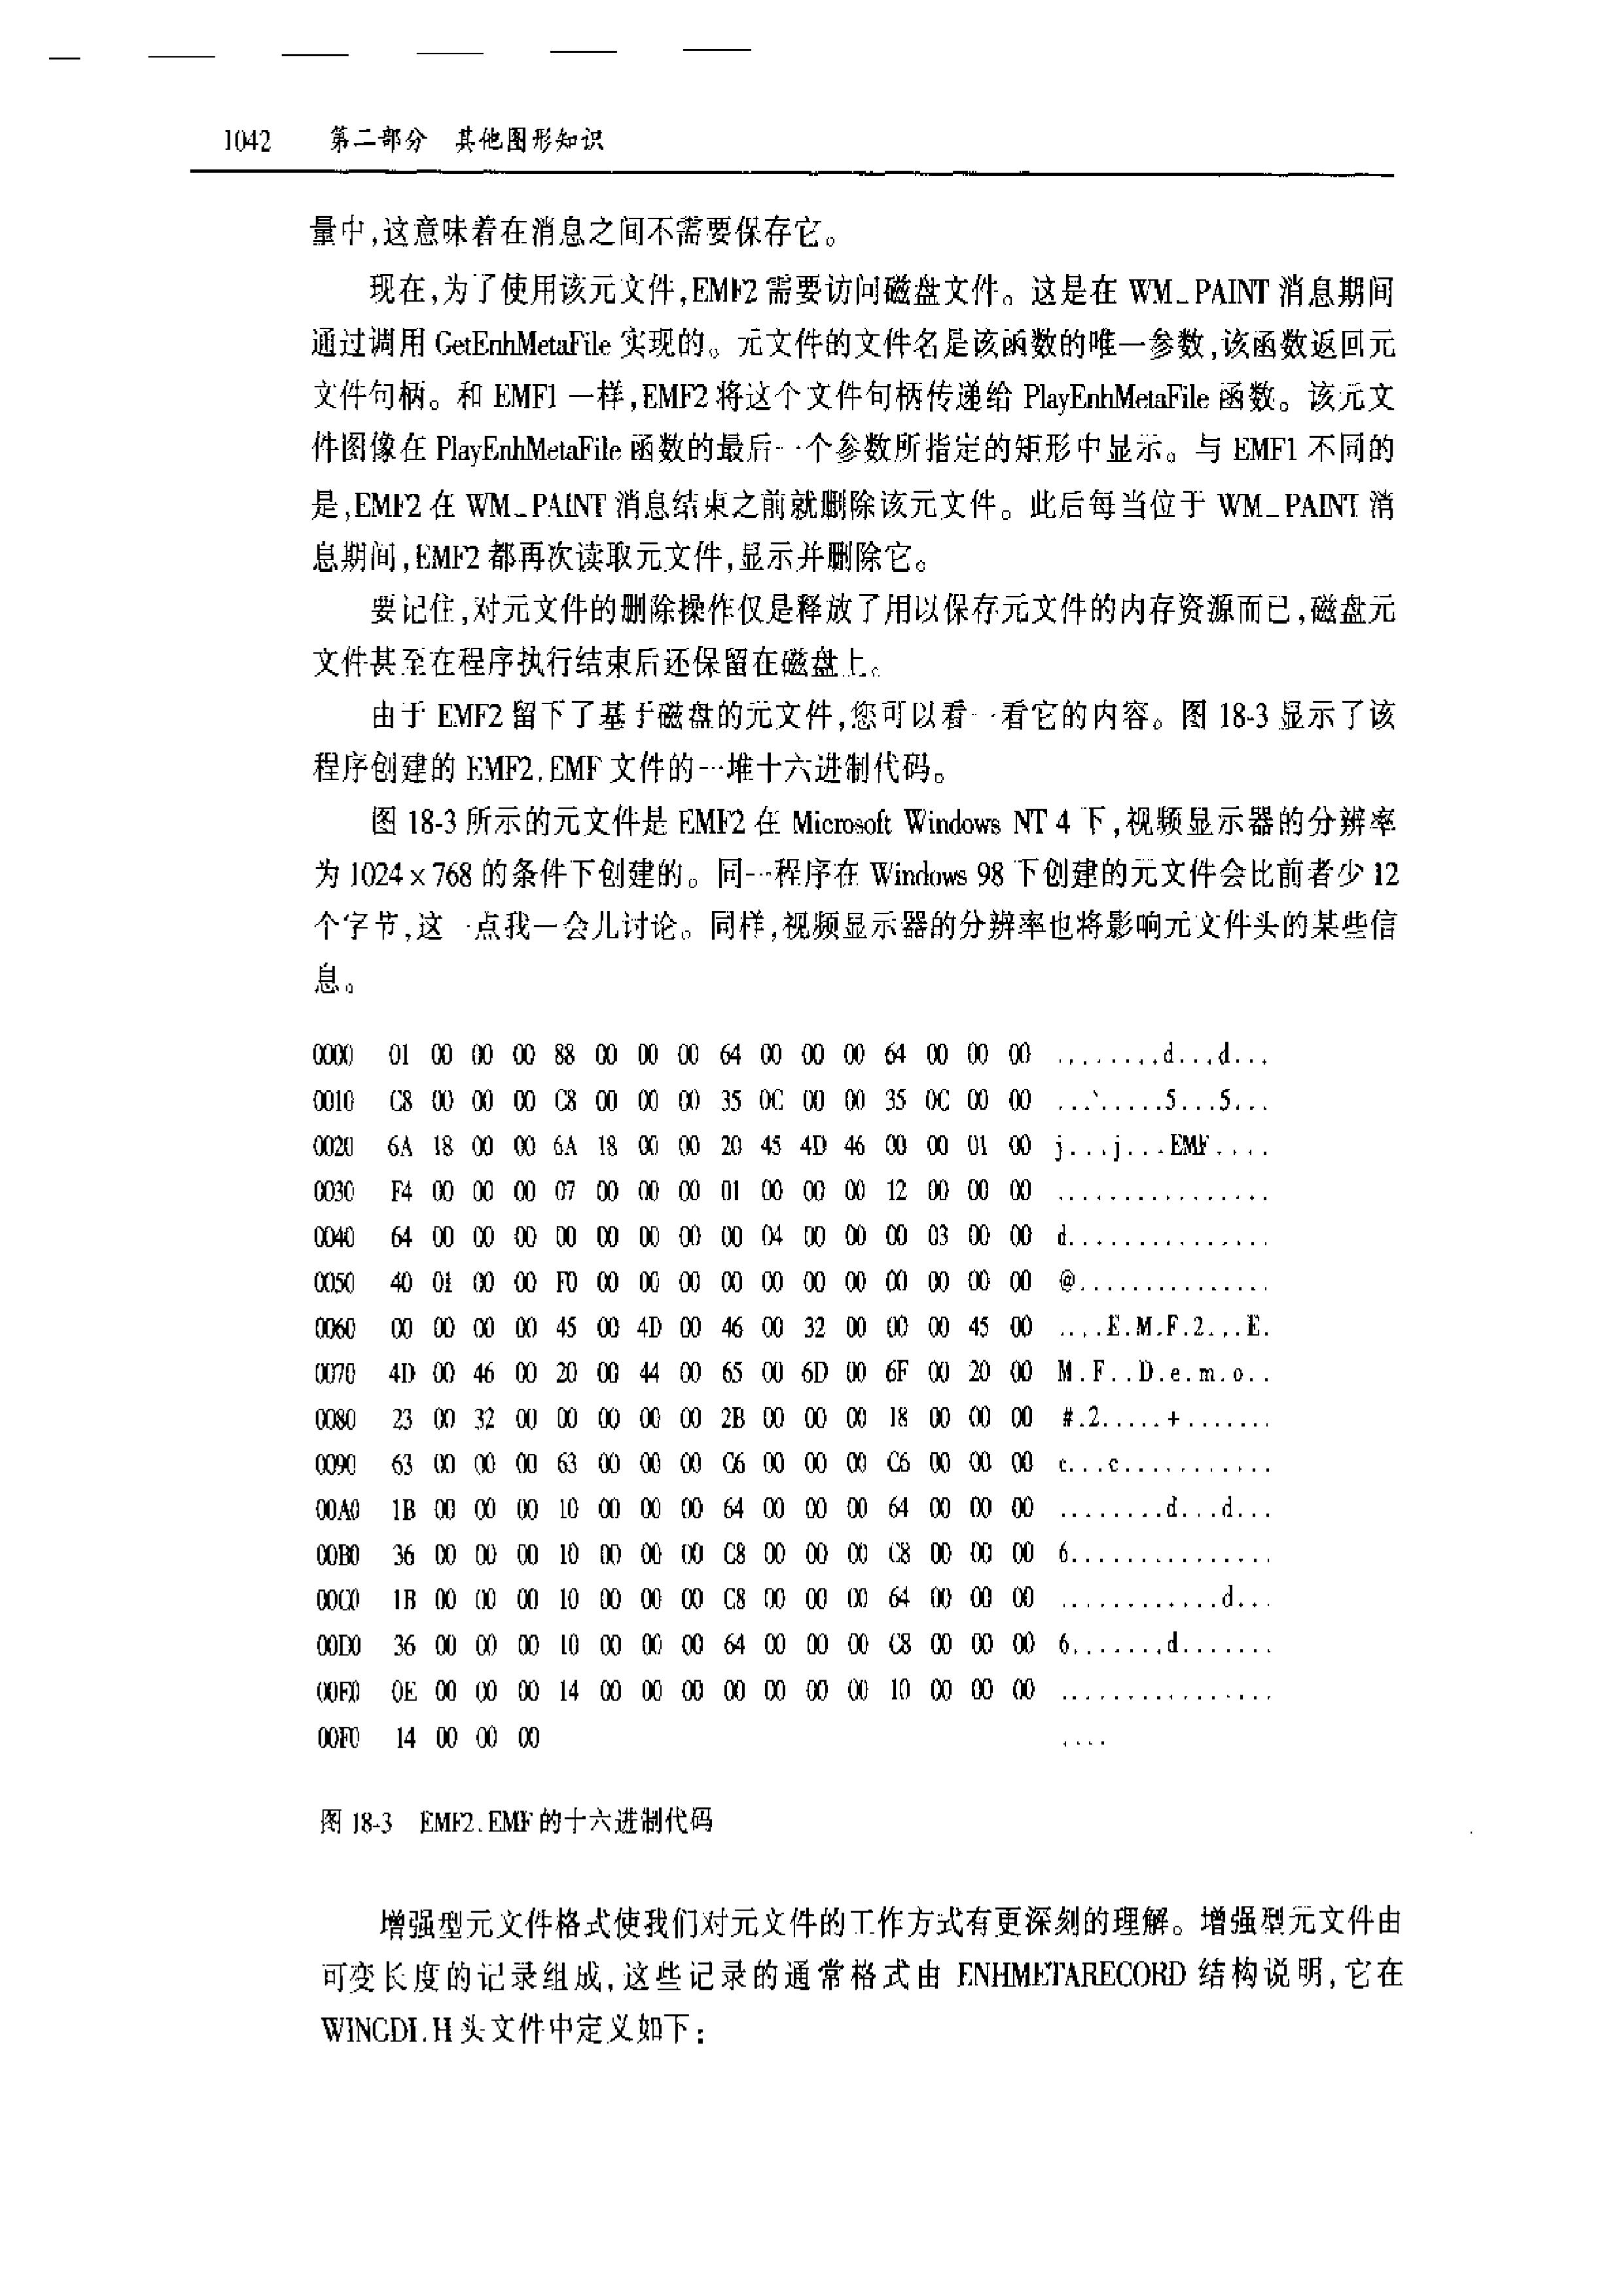 1042 第二部分 其他图形知识
量中,这意味着在消息之间不需要保存它。
现在,为了使用该元文件,EMF2 需要访问磁盘文件。这是在 WM_PAINT 消息期间
通过调用 GetEnhMetaFile 实现的。元文件的文件名是该函数的唯一参数,该函数返回元
文件句柄。和 EMF1 一样,EMF2 将这个文件句柄传递给 PlayEnhMetaFile 函数。该元文
件图像在 PlayEnhMetaFile 函数的最后一个参数所指定的矩形中显示。与 EMF1 不同的
是,EMF2 在 WM_PAINT 消息结束之前就删除该元文件。此后每当位于 WM_PAINT 消
息期间,EMF2 都再次读取元文件,显示并删除它。
要记住,对元文件的删除操作仅是释放了用以保存元文件的内存资源而已,磁盘元
文件甚至在程序执行结束后还保留在磁盘上。
由于 EMF2 留下了基于磁盘的元文件,您可以看一看它的内容。图 18-3 显示了该
程序创建的 EMF2.EMF 文件的一堆十六进制代码。
图 18-3 所示的元文件是 EMF2 在 Microsoft Windows NT 4 下,视频显示器的分辨率
为 1024 × 768 的条件下创建的。同一程序在 Windows 98 下创建的元文件会比前者少 12
个字节,这一点我一会儿讨论。同样,视频显示器的分辨率也将影响元文件头的某些信
息。
0000 01 00 00 00 88 00 00 00 64 00 00 00 64 00 00 00 ........d...d...
0010 C8 00 00 00 C8 00 00 00 35 0C 00 00 35 0C 00 00 ...`....5...5...
0020 6A 18 00 00 6A 18 00 00 20 45 4D 46 00 00 01 00 j...j...EMF....
0030 F4 00 00 00 07 00 00 00 01 00 00 00 12 00 00 00 ................
0040 64 00 00 00 00 00 00 00 00 04 00 00 00 03 00 00 d...............
0050 40 01 00 00 F0 00 00 00 00 00 00 00 00 00 00 00 @...............
0060 00 00 00 00 45 00 4D 00 46 00 32 00 00 00 45 00 ....E.M.F.2...E.
0070 4D 00 46 00 20 00 44 00 65 00 6D 00 6F 00 20 00 M.F..D.e.m.o..
0080 23 00 32 00 00 00 00 00 2B 00 00 00 18 00 00 00 #.2.....+.......
0090 63 00 00 00 63 00 00 00 C6 00 00 00 C6 00 00 00 c...c...........
00A0 1B 00 00 00 10 00 00 00 64 00 00 00 64 00 00 00 ........d...d...
00B0 36 00 00 00 10 00 00 00 C8 00 00 00 C8 00 00 00 6...............
00C0 1B 00 00 00 10 00 00 00 C8 00 00 00 64 00 00 00 ............d...
00D0 36 00 00 00 10 00 00 00 64 00 00 00 C8 00 00 00 6.......d.......
00F0 0E 00 00 00 14 00 00 00 00 00 00 00 10 00 00 00 ................
00F0 14 00 00 00 ....
图 18-3 EMF2.EMF 的十六进制代码
增强型元文件格式使我们对元文件的工作方式有更深刻的理解。增强型元文件由
可变长度的记录组成,这些记录的通常格式由 ENHMETARECORD 结构说明,它在
WINGDI.H 头文件中定义如下: